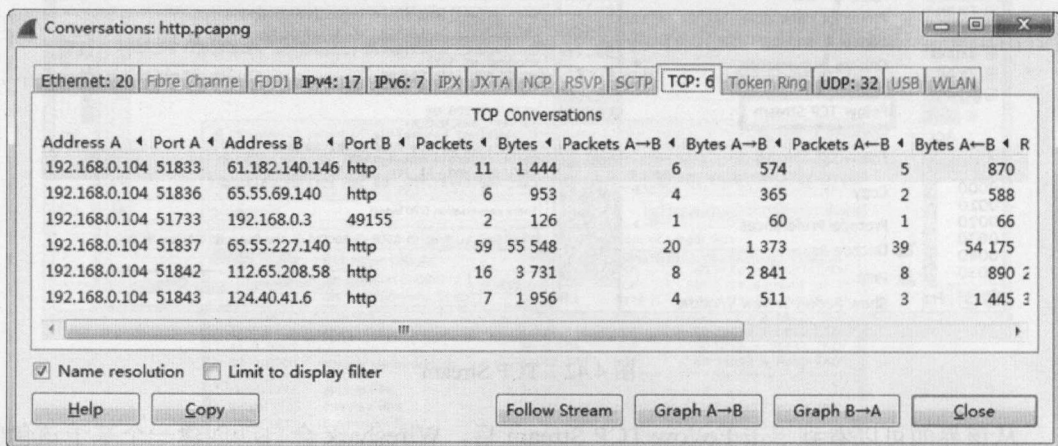 Conversations: http.pcapng
Ethernet: 20 Fibre Channe FDDI IPv4: 17 IPv6: 7 IPX JXTA NCP RSVP SCTP TCP: 6 Token Ring UDP: 32 USB WLAN
TCP Conversations
Address A Port A Address B Port B Packets Bytes Packets A→B Bytes A→B Packets A←B Bytes A←B R
192.168.0.104 51833 61.182.140.146 http 11 1 444 6 574 5 870
192.168.0.104 51836 65.55.69.140 http 6 953 4 365 2 588
192.168.0.104 51733 192.168.0.3 49155 2 126 1 60 1 66
192.168.0.104 51837 65.55.227.140 http 59 55 548 20 1 373 39 54 175
192.168.0.104 51842 112.65.208.58 http 16 3 731 8 2 841 8 890 2
192.168.0.104 51843 124.40.41.6 http 7 1 956 4 511 3 1 445 3
Name resolution Limit to display filter
Help Copy Follow Stream Graph A→B Graph B→A Close